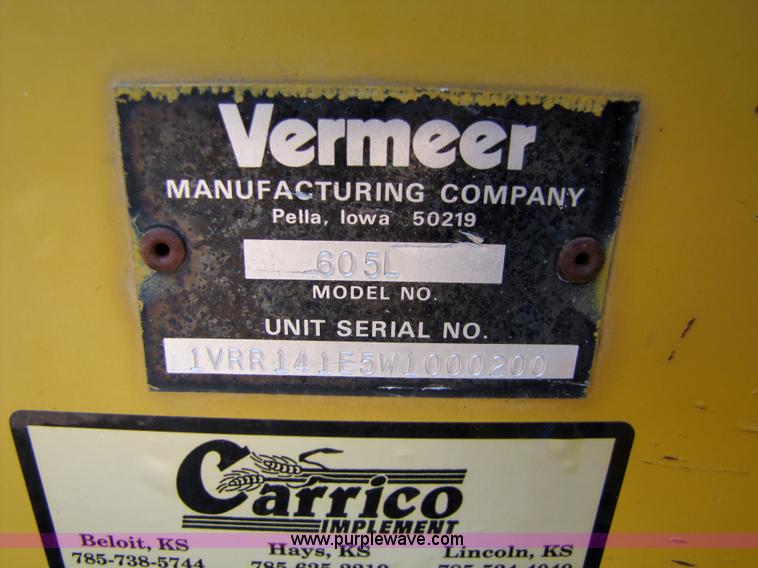 Vermeer
MANUFACTURING COMPANY
Pella, Iowa 50219
605L
MODEL NO.
UNIT SERIAL NO.
1VRR141E5W1000200
Carrico
IMPLEMENT
Beloit, KS Hays, KS Lincoln, KS
www.purplewave.com
785-738-5744